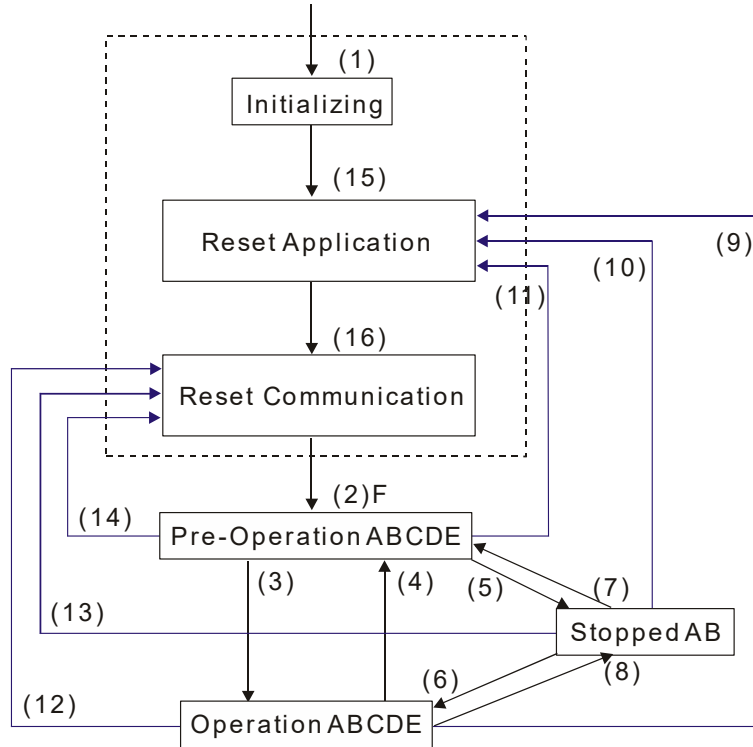 (1)
Initializing
(15)
Reset Application
(9)
(10)
(11)
(16)
Reset Communication
(2)F
(14)
Pre-Operation ABCDE
(3)
(4)
(5)
(7)
(13)
Stopped AB
(6)
(8)
(12)
Operation ABCDE